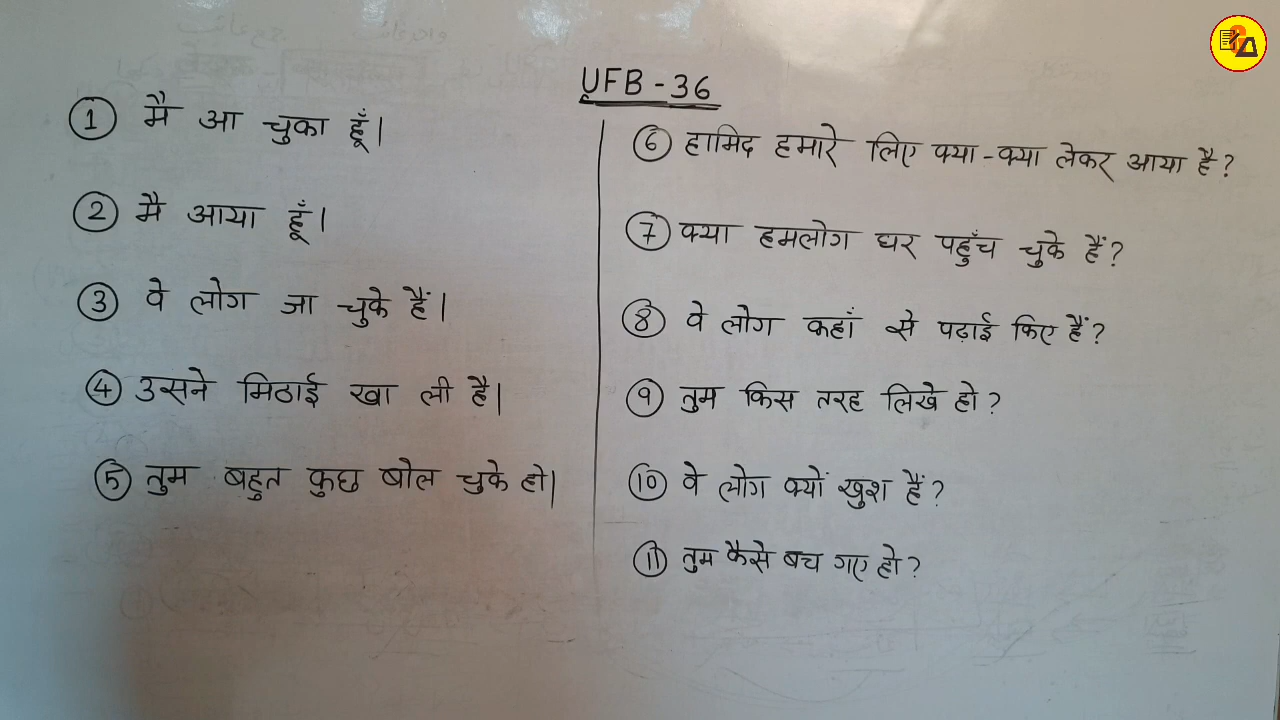 UFB-36
① मै आ चुका हूँ।
② मै आया हूँ।
③ वे लोग जा चुके हैं।
④ उसने मिठाई खा ली है।
⑤ तुम बहुत कुछ बोल चुके हो।
⑥ हामिद हमारे लिए क्या-क्या लेकर आया है?
⑦ क्या हमलोग घर पहुँच चुके हैं?
⑧ वे लोग कहाँ से पढ़ाई किए हैं?
⑨ तुम किस तरह लिखे हो?
⑩ वे लोग क्यों खुश हैं?
⑪ तुम कैसे बच गए हो?